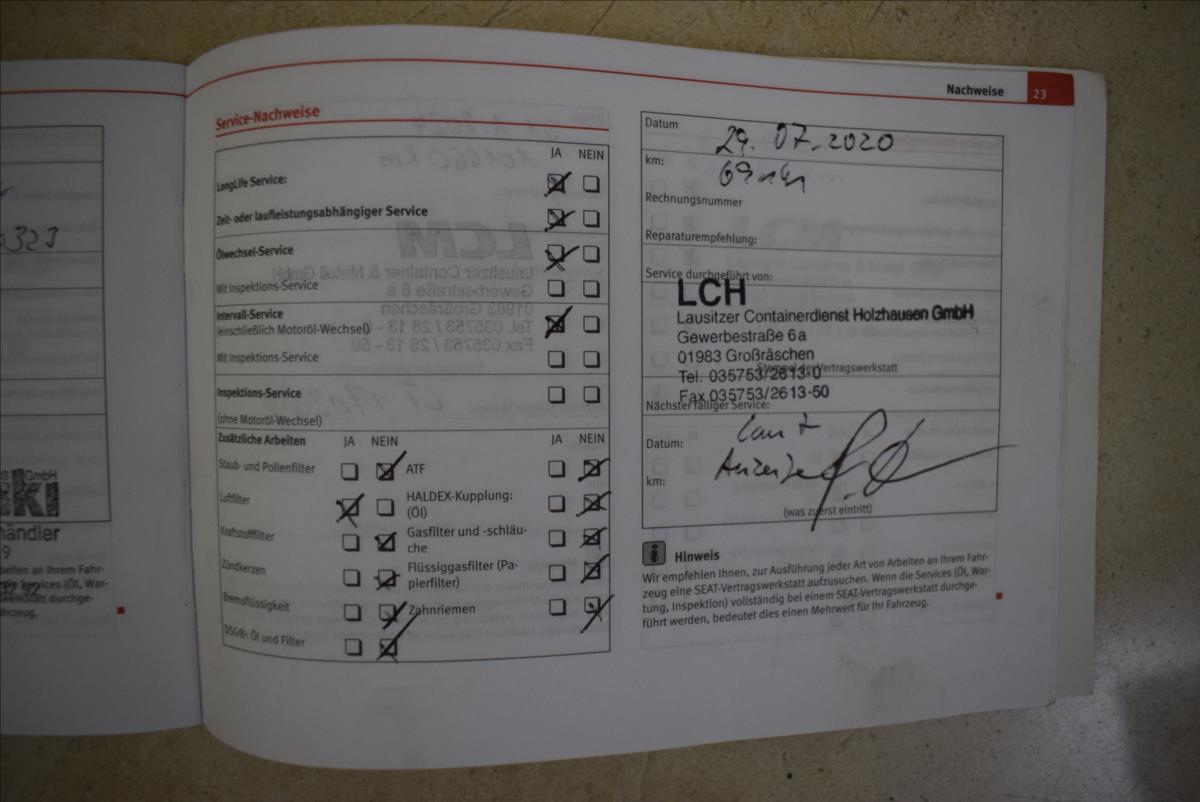 Nachweise 23
Service-Nachweise
JA NEIN
LongLife Service:
Zeit- oder laufleistungsabhängiger Service
Ölwechsel-Service
Mit Inspektions-Service
Intervall-Service
(einschließlich Motoröl-Wechsel)
Mit Inspektions-Service
Inspektions-Service
(ohne Motoröl-Wechsel)
Zusätzliche Arbeiten JA NEIN JA NEIN
Staub- und Pollenfilter ATF
Luftfilter HALDEX-Kupplung:
(Öl)
Kraftstofffilter Gasfilter und -schläu-
che
Zündkerzen Flüssiggasfilter (Pa-
pierfilter)
Bremsflüssigkeit Zahnriemen
DSG®: Öl und Filter
Datum 29.07.2020
km:
Rechnungsnummer
Reparaturempfehlung:
Service durchgeführt von:
LCH
Lausitzer Containerdienst Holzhausen GmbH
Gewerbestraße 6a
01983 Großräschen
Stempel der Vertragswerkstatt
Tel. 035753/2613-0
Fax 035753/2613-50
Nächster fälliger Service:
Datum: laut
km: Anzeige
(was zuerst eintritt)
Hinweis
Wir empfehlen Ihnen, zur Ausführung jeder Art von Arbeiten an Ihrem Fahr-
zeug eine SEAT-Vertragswerkstatt aufzusuchen. Wenn die Services (Öl, War-
tung, Inspektion) vollständig bei einem SEAT-Vertragswerkstatt durchge-
führt werden, bedeutet dies einen Mehrwert für Ihr Fahrzeug.